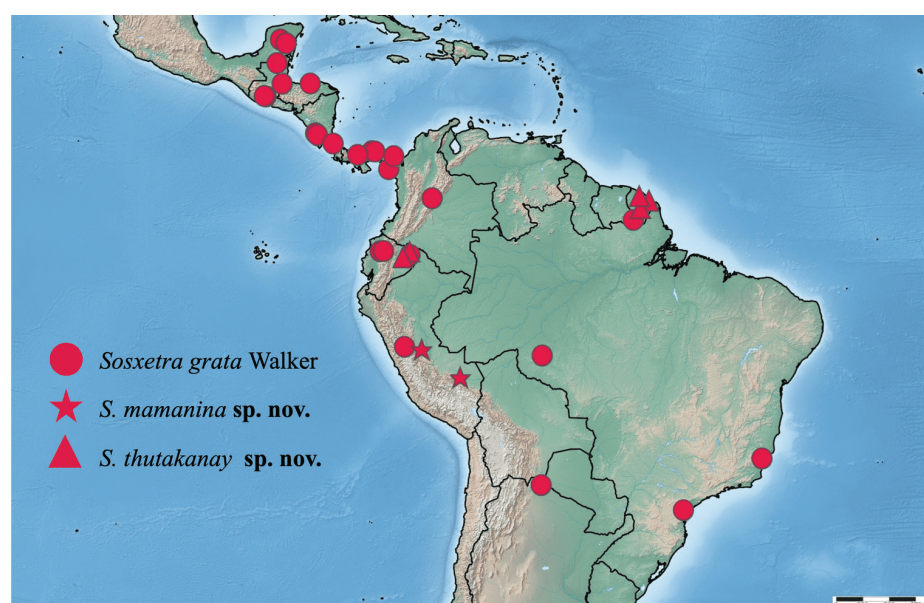 Sosxetra grata Walker
S. mamanina sp. nov.
S. thutakanay sp. nov.